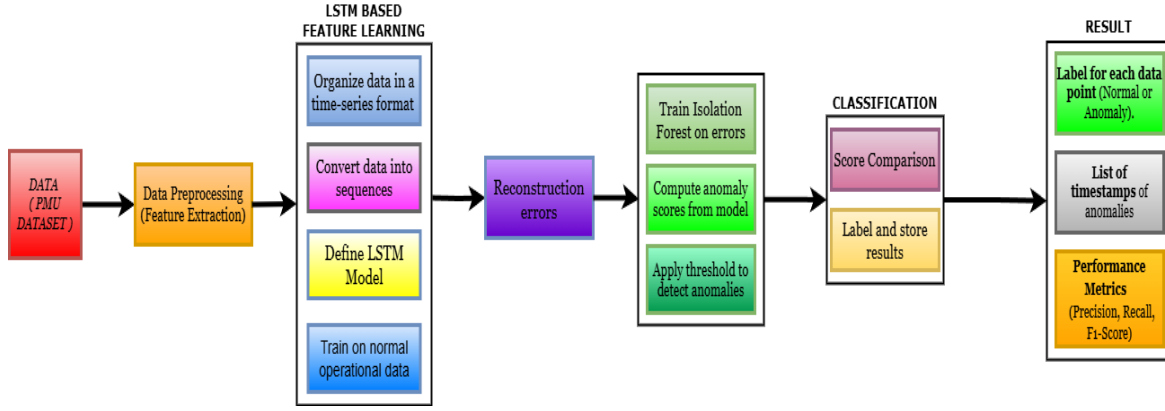 DATA
( PMU
DATASET )
Data Preprocessing
(Feature Extraction)
LSTM BASED
FEATURE LEARNING
Organize data in a
time-series format
Convert data into
sequences
Define LSTM
Model
Train on normal
operational data
Reconstruction
errors
Train Isolation
Forest on errors
Compute anomaly
scores from model
Apply threshold to
detect anomalies
CLASSIFICATION
Score Comparison
Label and store
results
RESULT
Label for each data
point (Normal or
Anomaly).
List of
timestamps of
anomalies
Performance
Metrics
(Precision, Recall,
F1-Score)